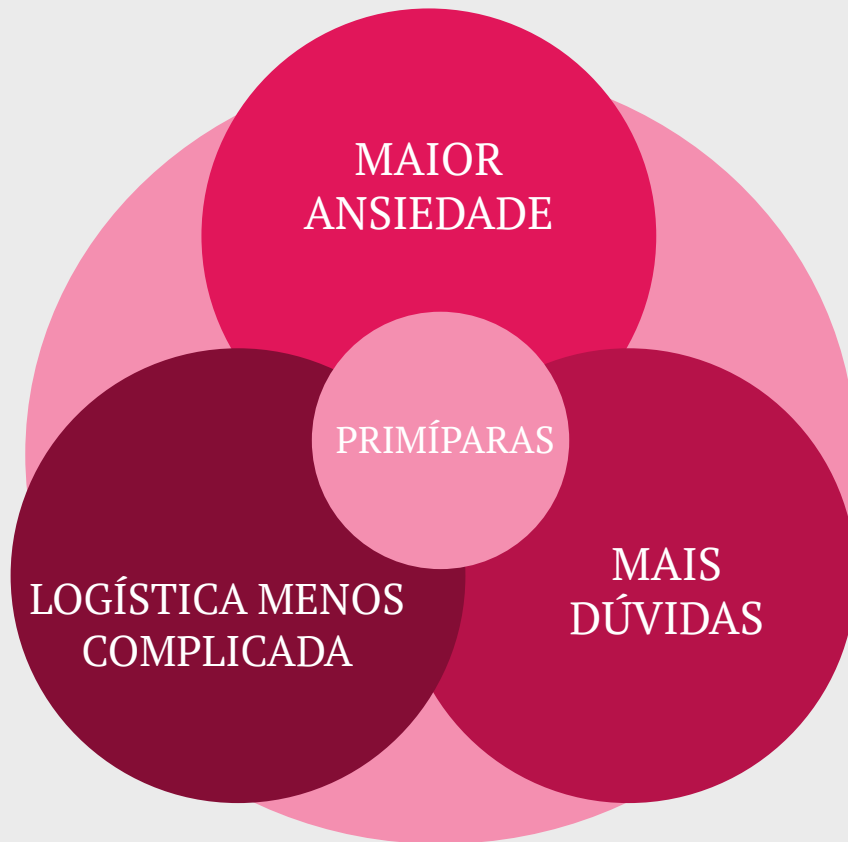 MAIOR
ANSIEDADE
PRIMÍPARAS
LOGÍSTICA MENOS
COMPLICADA
MAIS
DÚVIDAS